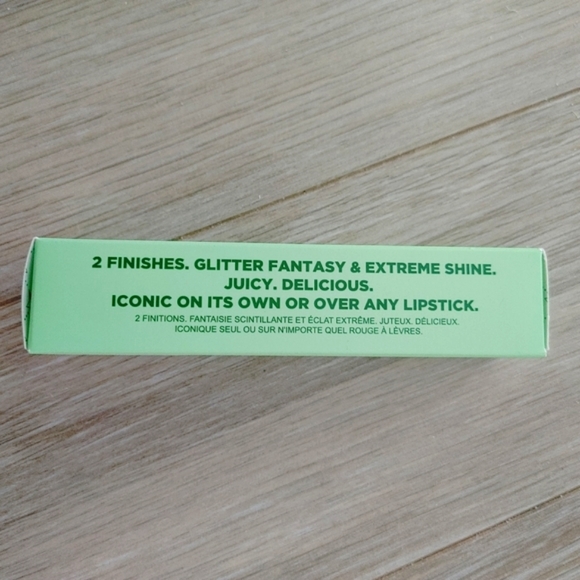 2 FINISHES. GLITTER FANTASY & EXTREME SHINE.
JUICY. DELICIOUS.
ICONIC ON ITS OWN OR OVER ANY LIPSTICK.
2 FINITIONS. FANTAISIE SCINTILLANTE ET ÉCLAT EXTRÊME. JUTEUX. DÉLICIEUX.
ICONIQUE SEUL OU SUR N'IMPORTE QUEL ROUGE À LÈVRES.